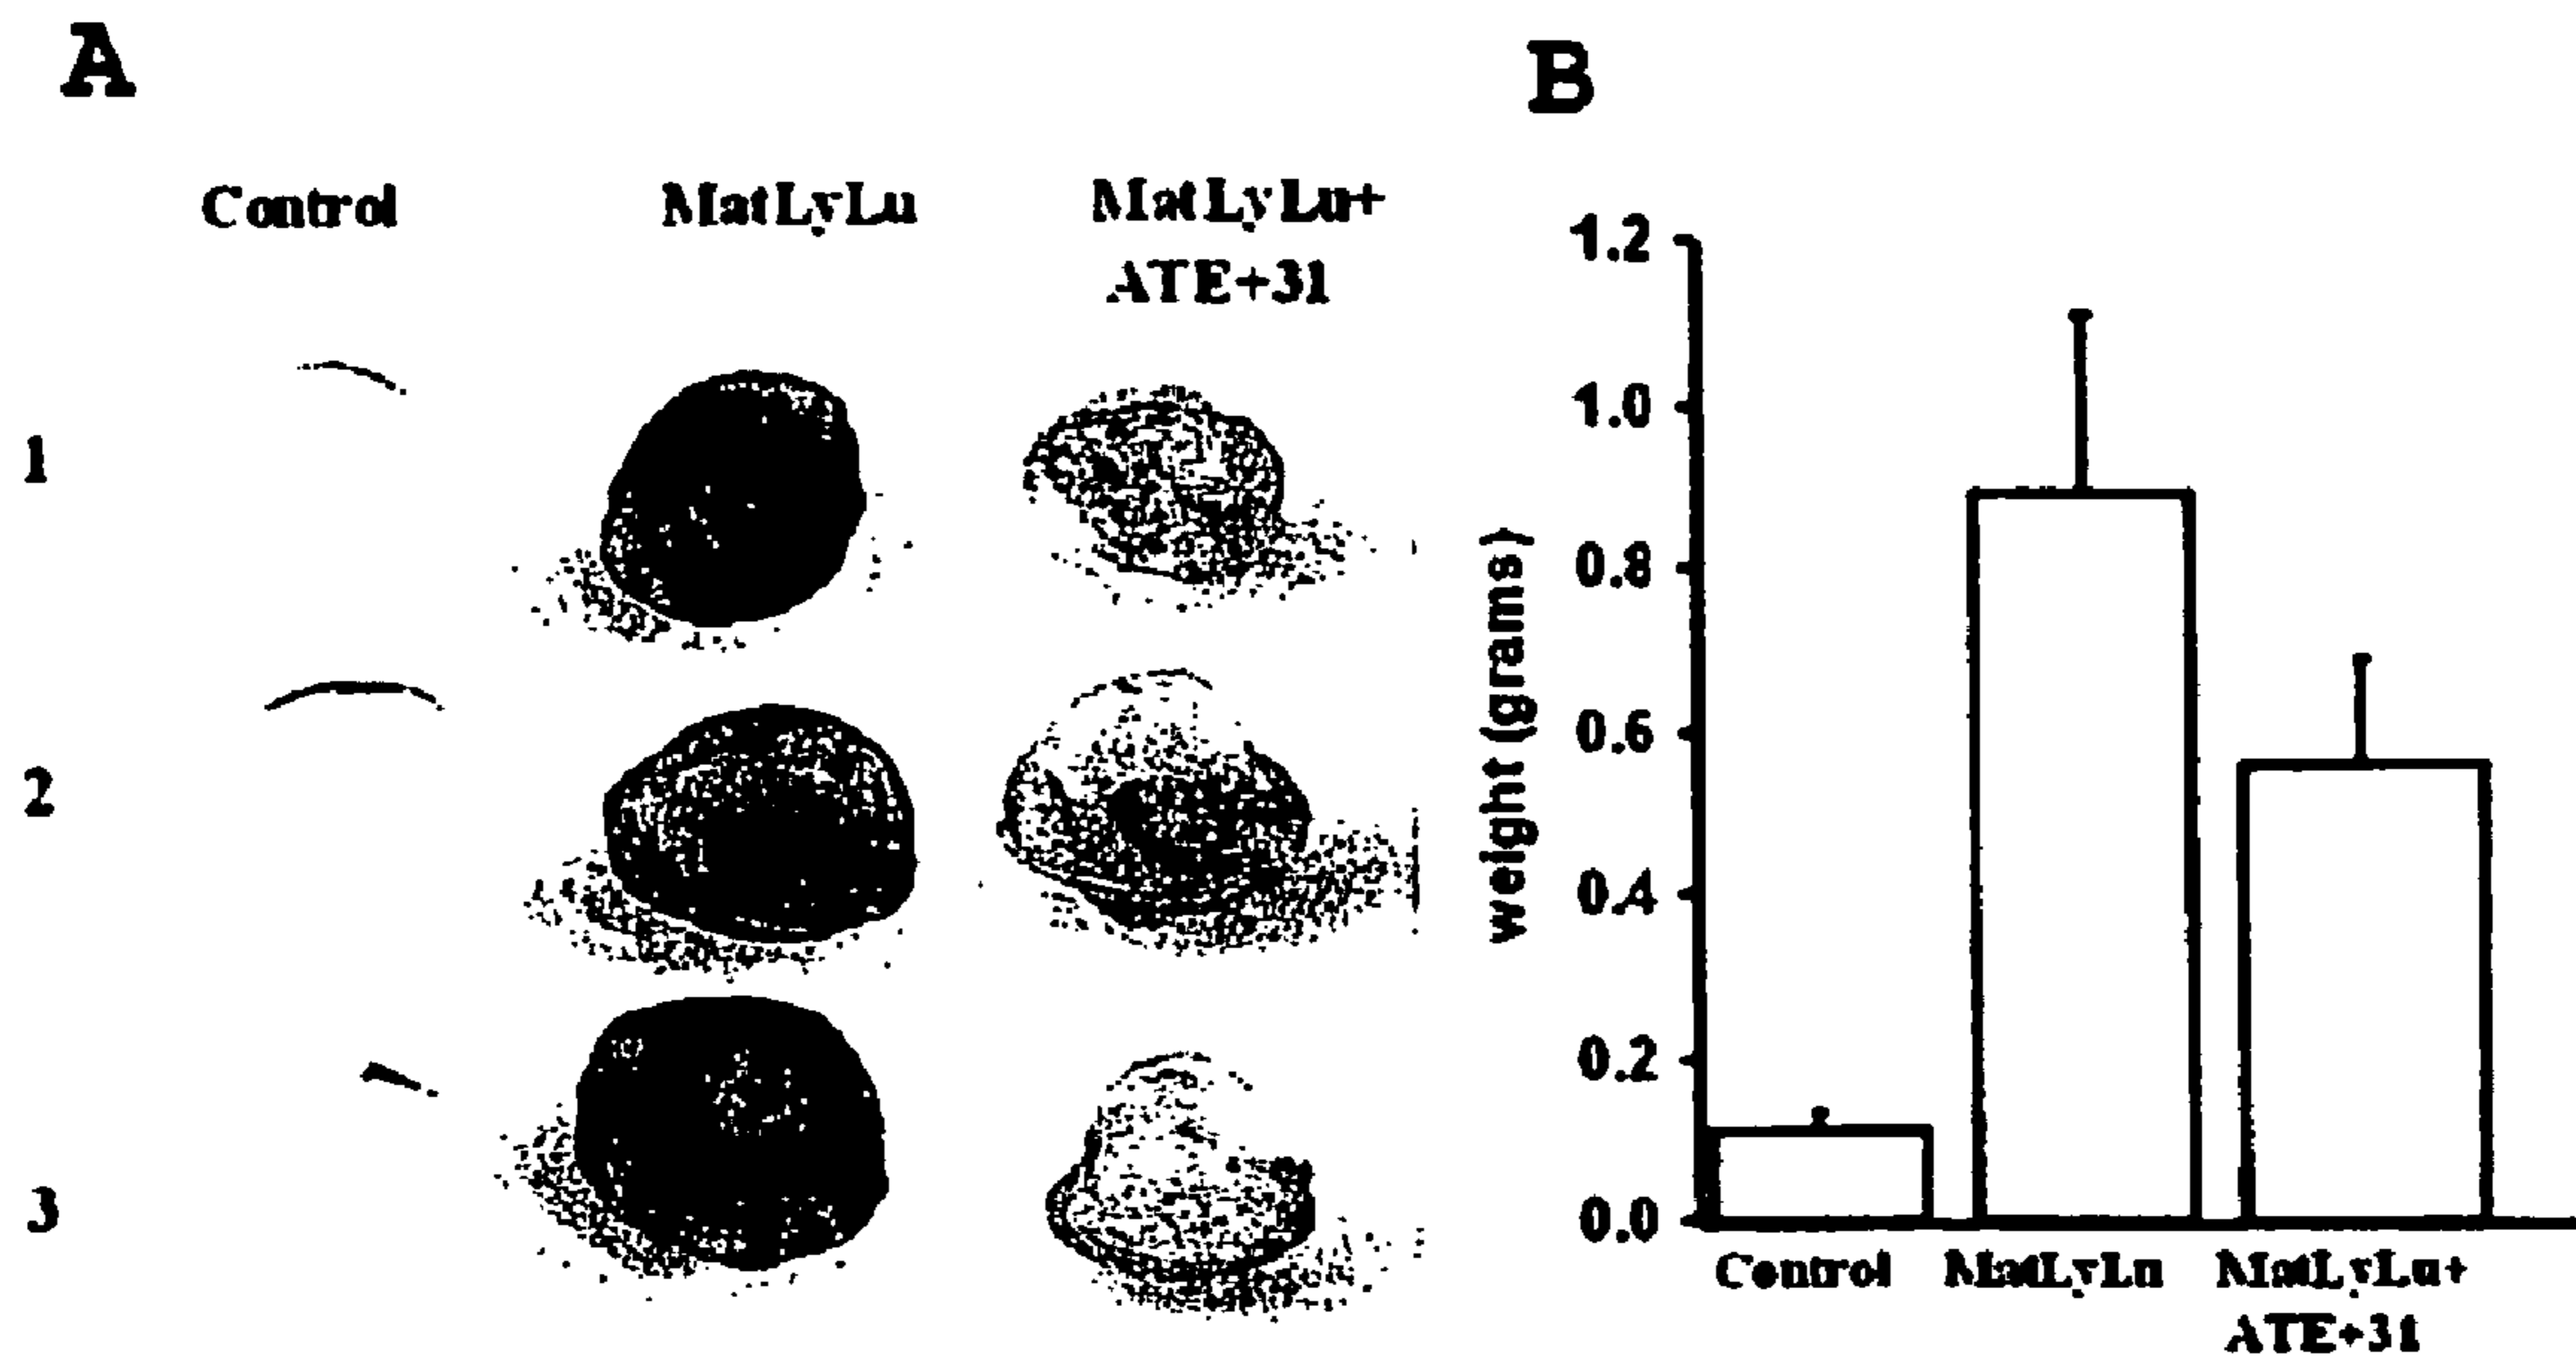 A
Control
MatLyLu
MatLyLu+
ATE+31
1
2
3
B
weight (grams)
1.2
1.0
0.8
0.6
0.4
0.2
0.0
Control
MatLyLu
MatLyLu+
ATE+31